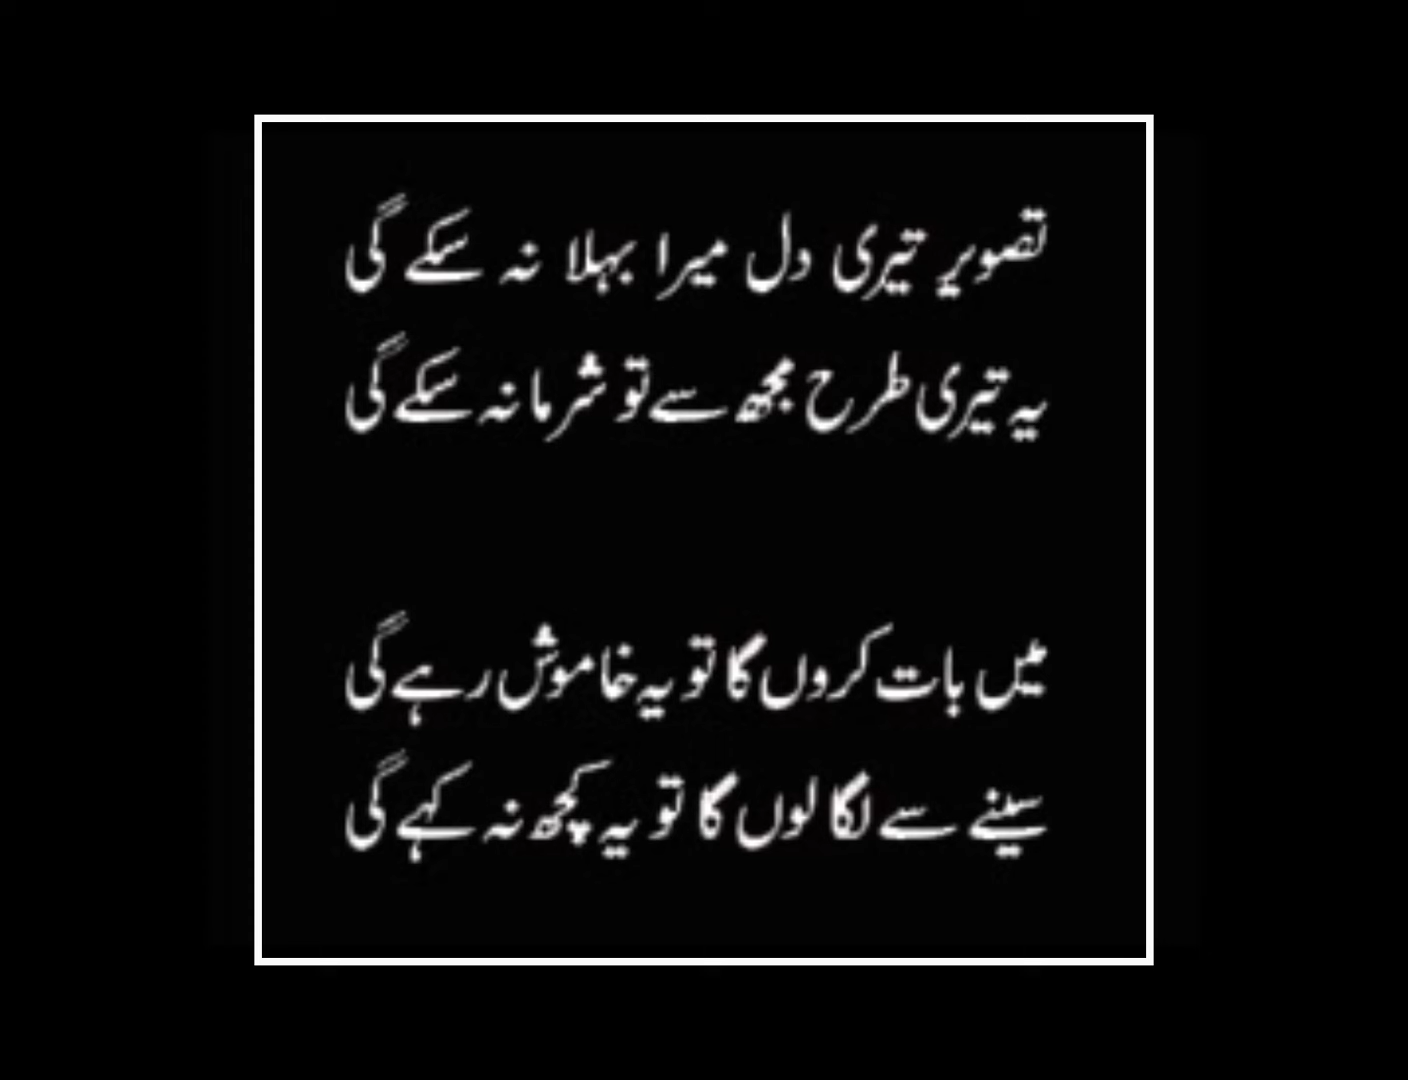 تصویر تیری دل میرا بہلا نہ سکے گی
یہ تیری طرح مجھ سے تو شرما نہ سکے گی
میں بات کروں گا تو یہ خاموش رہے گی
سینے سے لگا لوں گا تو یہ کچھ نہ کہے گی